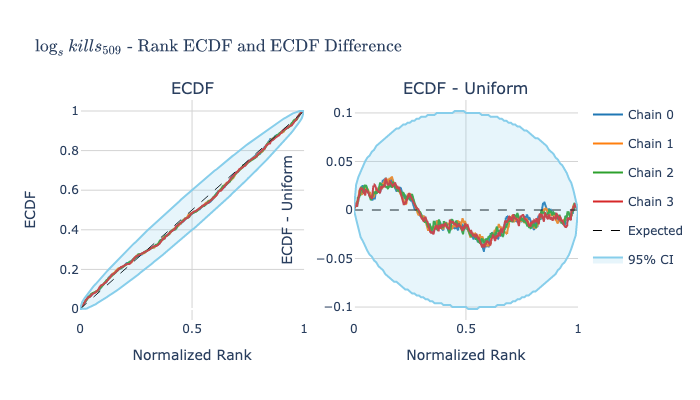 log_s kills_509 - Rank ECDF and ECDF Difference
ECDF
ECDF
1
0.8
0.6
0.4
0.2
0
0
0.5
1
Normalized Rank
ECDF - Uniform
ECDF - Uniform
0.1
0.05
0
−0.05
−0.1
0
0.5
1
Normalized Rank
Chain 0
Chain 1
Chain 2
Chain 3
Expected
95% CI